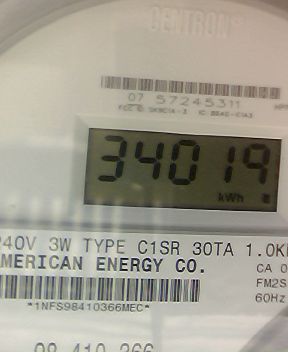 CENTRON®
07 57245311
34019
kWh
240V 3W TYPE C1SR 30TA 1.0K
AMERICAN ENERGY CO.
CA 0
FM2S
60Hz
*1NFS98410366MEC*
98 410 366